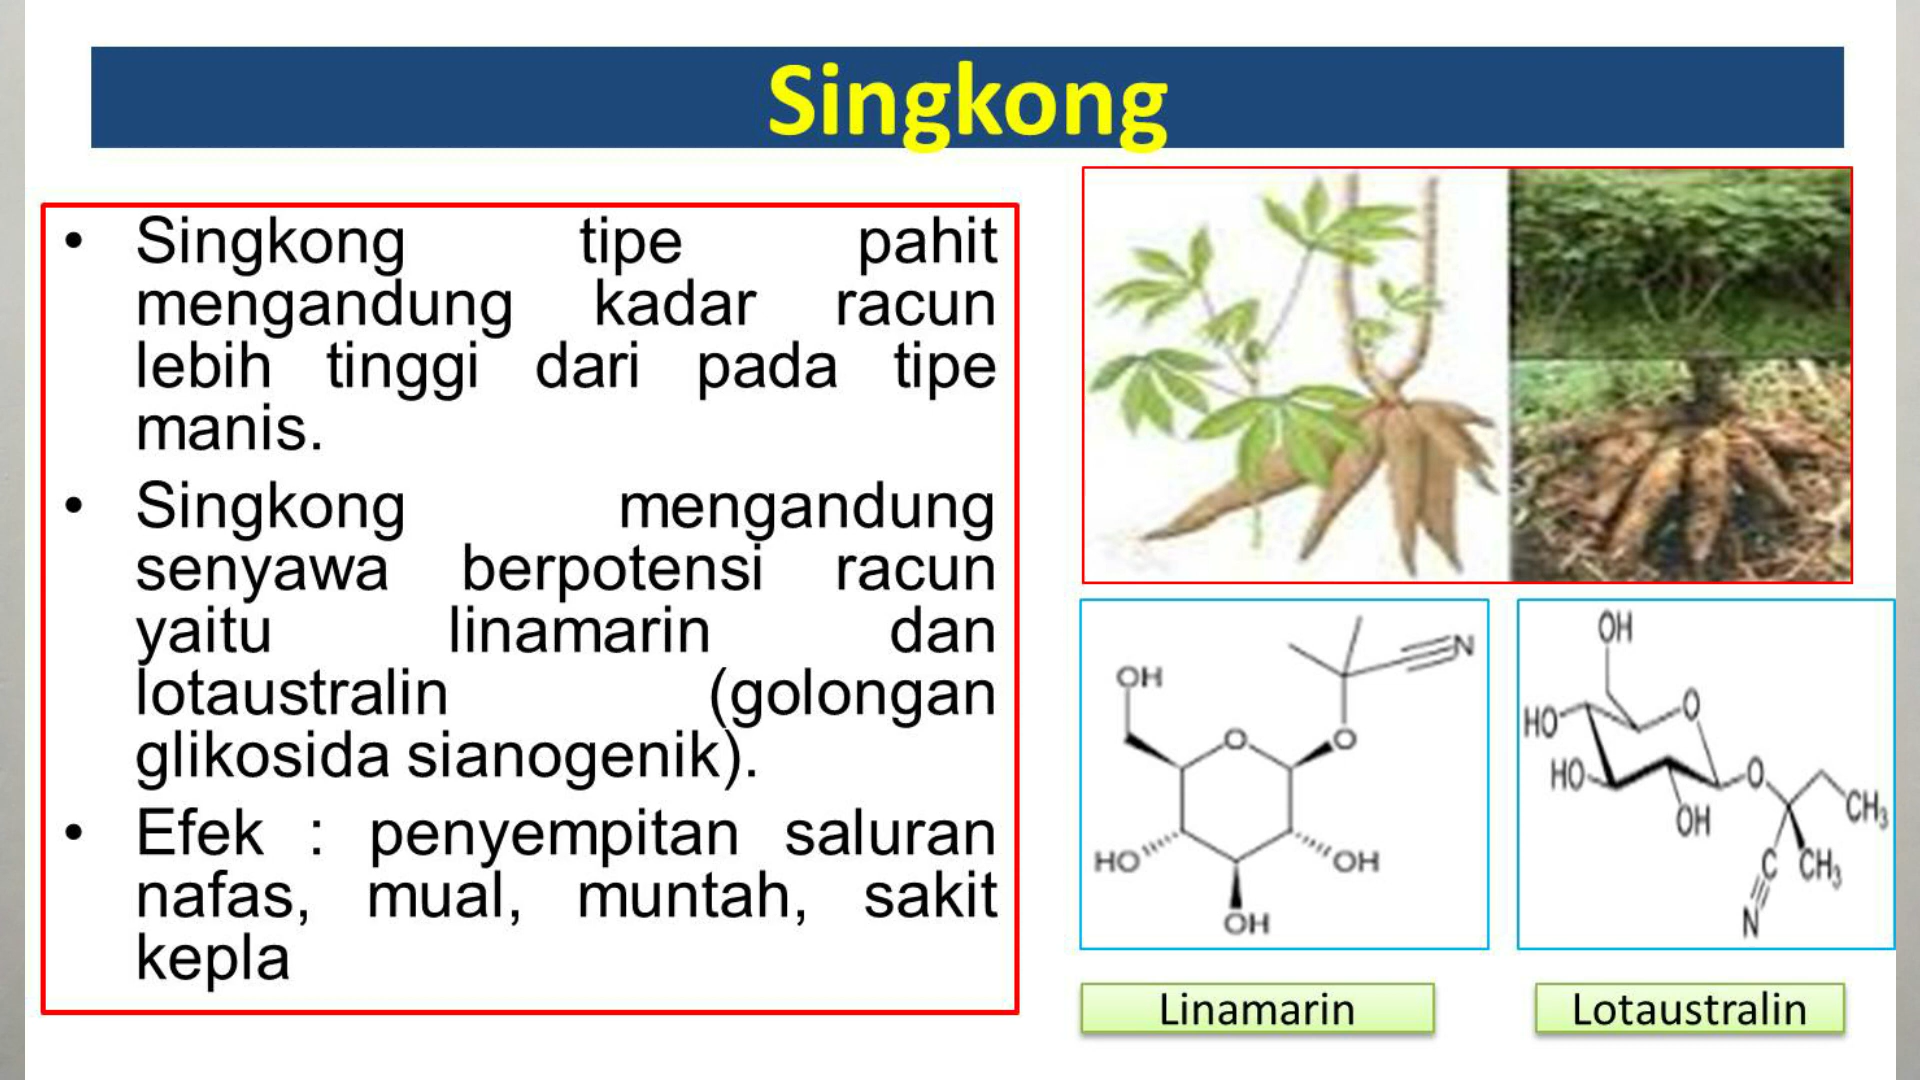 Singkong
• Singkong tipe pahit
mengandung kadar racun
lebih tinggi dari pada tipe
manis.
• Singkong mengandung
senyawa berpotensi racun
yaitu linamarin dan
lotaustralin (golongan
glikosida sianogenik).
• Efek : penyempitan saluran
nafas, mual, muntah, sakit
kepla
OH
N
O
O
HO
OH
OH
OH
O
HO
HO
O
OH
CH3
C
CH3
N
Linamarin
Lotaustralin